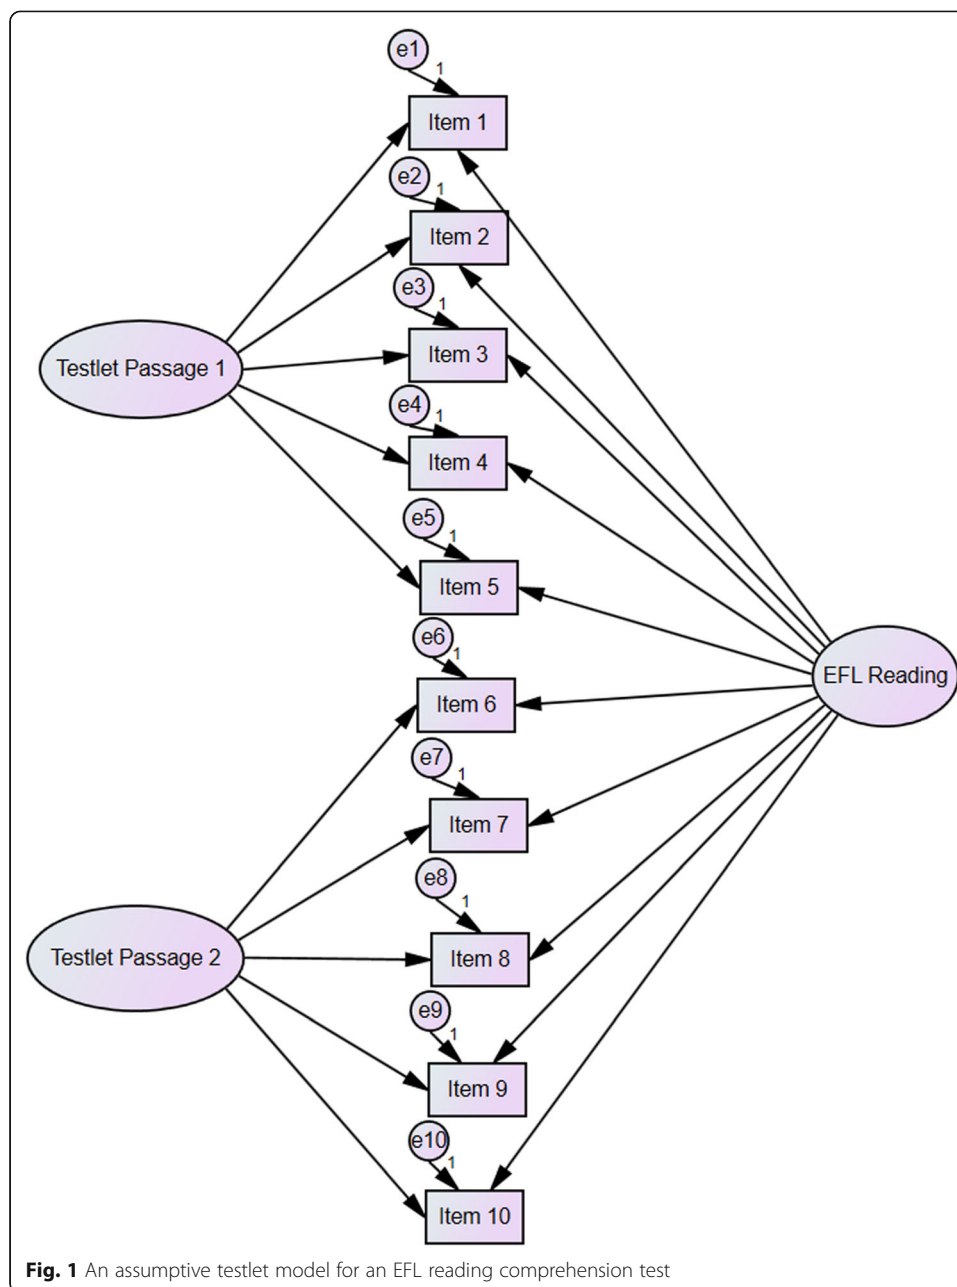 e1
1
Item 1
e2
1
Item 2
e3
1
Item 3
Testlet Passage 1
e4
1
Item 4
e5
1
Item 5
e6
1
EFL Reading
Item 6
e7
1
Item 7
e8
1
Testlet Passage 2
Item 8
e9
1
Item 9
e10
1
Item 10
Fig. 1 An assumptive testlet model for an EFL reading comprehension test